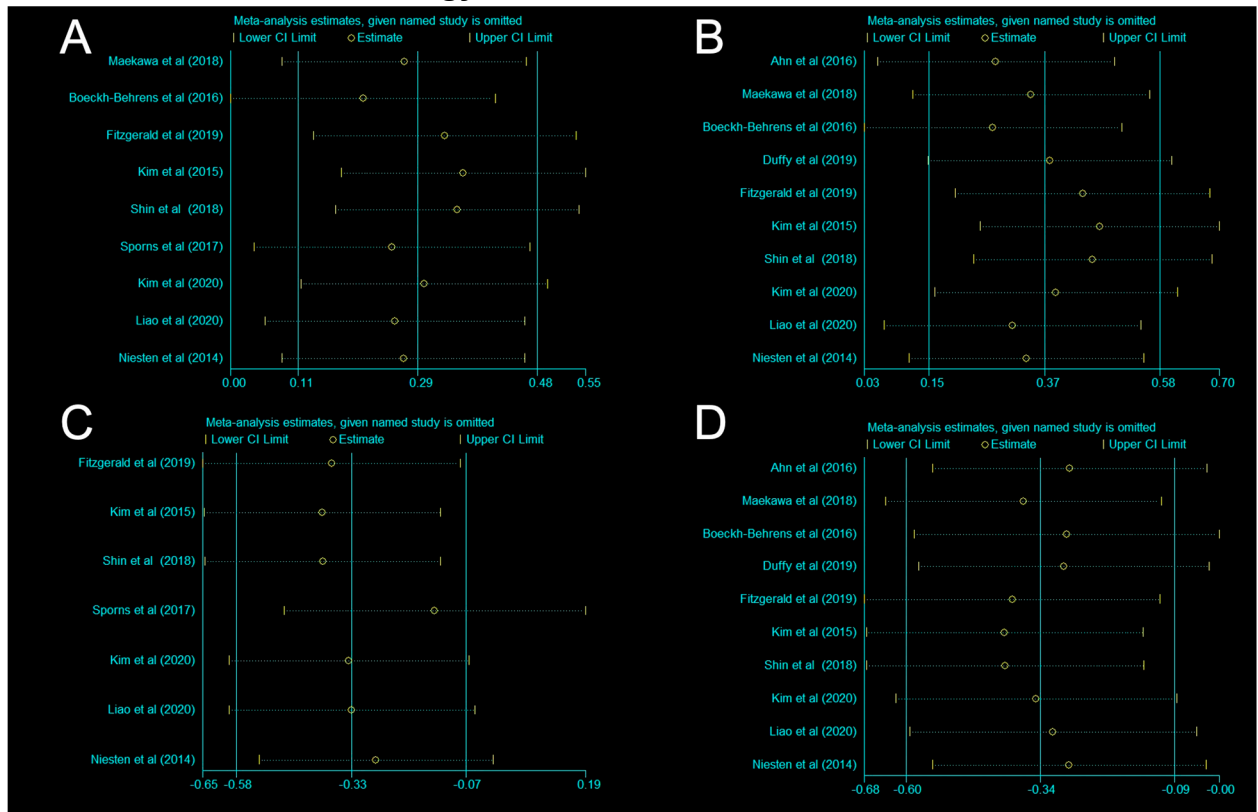 A
Meta-analysis estimates, given named study is omitted
Lower CI Limit Estimate Upper CI Limit
Maekawa et al (2018)
Boeckh-Behrens et al (2016)
Fitzgerald et al (2019)
Kim et al (2015)
Shin et al (2018)
Sporns et al (2017)
Kim et al (2020)
Liao et al (2020)
Niesten et al (2014)
0.00 0.11 0.29 0.48 0.55
B
Meta-analysis estimates, given named study is omitted
Lower CI Limit Estimate Upper CI Limit
Ahn et al (2016)
Maekawa et al (2018)
Boeckh-Behrens et al (2016)
Duffy et al (2019)
Fitzgerald et al (2019)
Kim et al (2015)
Shin et al (2018)
Kim et al (2020)
Liao et al (2020)
Niesten et al (2014)
0.03 0.15 0.37 0.58 0.70
C
Meta-analysis estimates, given named study is omitted
Lower CI Limit Estimate Upper CI Limit
Fitzgerald et al (2019)
Kim et al (2015)
Shin et al (2018)
Sporns et al (2017)
Kim et al (2020)
Liao et al (2020)
Niesten et al (2014)
-0.65 -0.58 -0.33 -0.07 0.19
D
Meta-analysis estimates, given named study is omitted
Lower CI Limit Estimate Upper CI Limit
Ahn et al (2016)
Maekawa et al (2018)
Boeckh-Behrens et al (2016)
Duffy et al (2019)
Fitzgerald et al (2019)
Kim et al (2015)
Shin et al (2018)
Kim et al (2020)
Liao et al (2020)
Niesten et al (2014)
-0.68 -0.60 -0.34 -0.09 -0.00